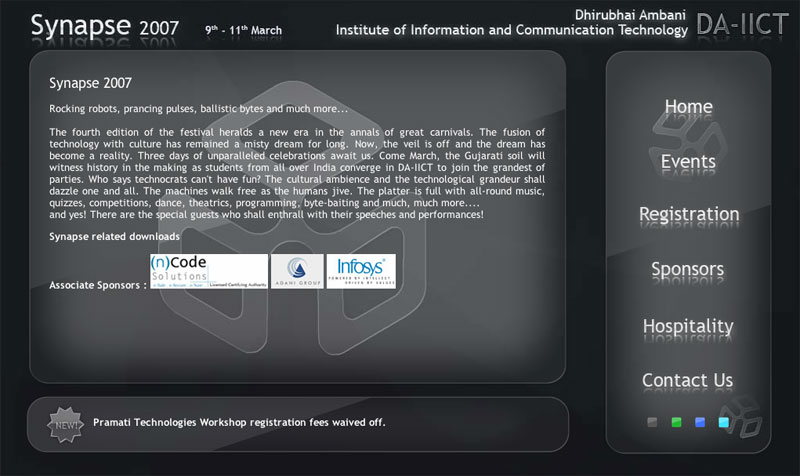 Synapse 2007
9th - 11th March
Dhirubhai Ambani
Institute of Information and Communication Technology
DA-IICT
Synapse 2007
Rocking robots, prancing pulses, ballistic bytes and much more...
The fourth edition of the festival heralds a new era in the annals of great carnivals. The fusion of
technology with culture has remained a misty dream for long. Now, the veil is off and the dream has
become a reality. Three days of unparalleled celebrations await us. Come March, the Gujarati soil will
witness history in the making as students from all over India converge in DA-IICT to join the grandest of
parties. Who says technocrats can't have fun? The cultural ambience and the technological grandeur shall
dazzle one and all. The machines walk free as the humans jive. The platter is full with all-round music,
quizzes, competitions, dance, theatrics, programming, byte-baiting and much, much more....
and yes! There are the special guests who shall enthrall with their speeches and performances!
Synapse related downloads
Associate Sponsors :
(n)Code
Solutions
Licensed Certifying Authority
ADANI GROUP
Infosys
POWERED BY INTELLECT
DRIVEN BY VALUES
NEW!
Pramati Technologies Workshop registration fees waived off.
Home
Events
Registration
Sponsors
Hospitality
Contact Us